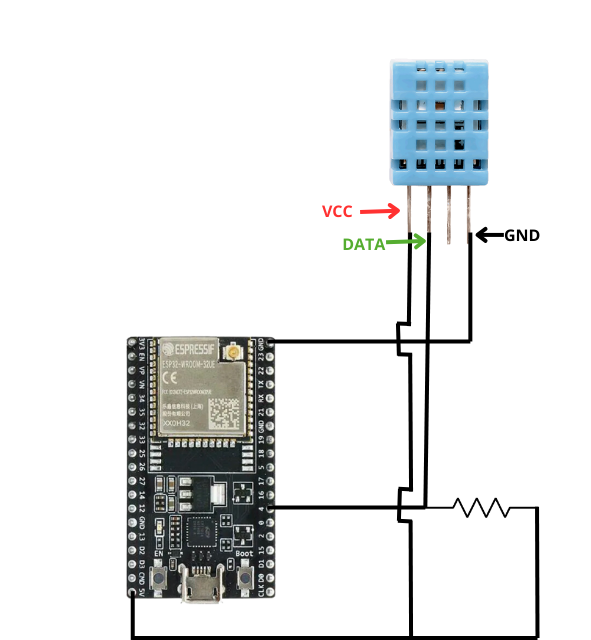 VCC
DATA
GND
ESPRESSIF
ESP32-WROOM-32UE
CE
XX0H32
3V3
EN
VP
VN
34
35
32
33
25
26
27
14
12
GND
13
D2
D3
CMD
5V
GND
23
22
TX
RX
21
GND
19
18
5
17
16
4
0
2
15
D1
D0
CLK
EN
Boot